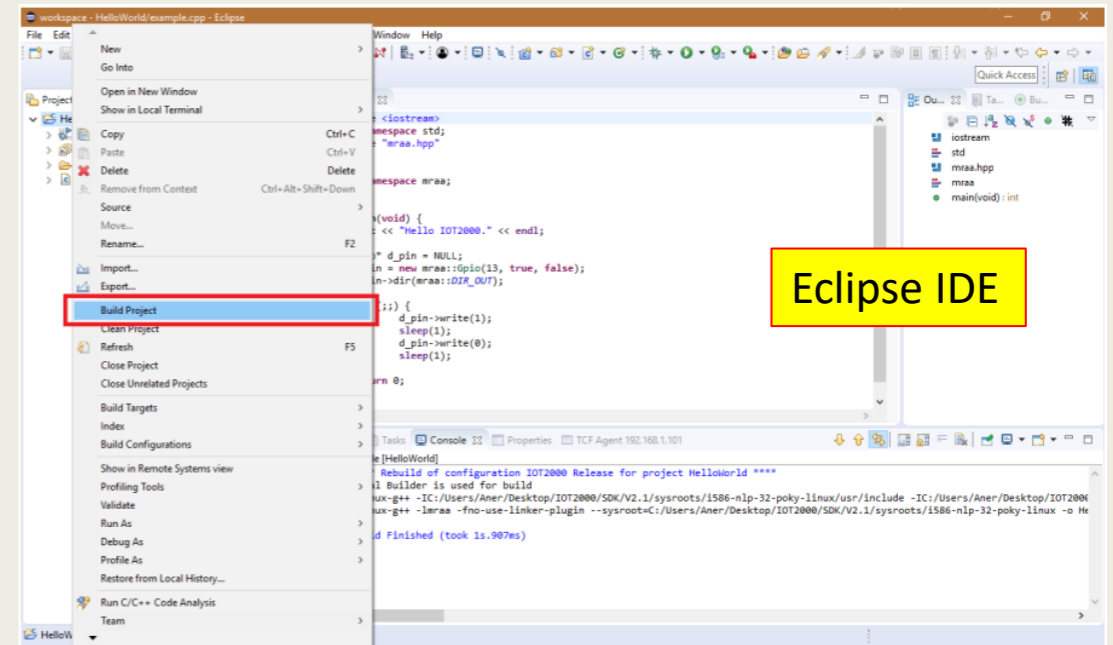 workspace - HelloWorld/example.cpp - Eclipse
File Edit Window Help
Quick Access
Project
He
New
Go Into
Open in New Window
Show in Local Terminal
Copy Ctrl+C
Paste Ctrl+V
Delete Delete
Remove from Context Ctrl+Alt+Shift+Down
Source
Move...
Rename... F2
Import...
Export...
Build Project
Clean Project
Refresh F5
Close Project
Close Unrelated Projects
Build Targets
Index
Build Configurations
Show in Remote Systems view
Profiling Tools
Validate
Run As
Debug As
Profile As
Restore from Local History...
Run C/C++ Code Analysis
Team
HelloW
e <iostream>
mespace std;
e "mraa.hpp"
mespace mraa;
n(void) {
t << "Hello IOT2000." << endl;
o* d_pin = NULL;
in = new mraa::Gpio(13, true, false);
in->dir(mraa::DIR_OUT);
(;;) {
d_pin->write(1);
sleep(1);
d_pin->write(0);
sleep(1);
urn 0;
Eclipse IDE
Ou... Ta... Bu...
iostream
std
mraa.hpp
mraa
main(void) : int
Tasks Console Properties TCF Agent 192.168.1.101
le [HelloWorld]
Rebuild of configuration IOT2000 Release for project HelloWorld ****
al Builder is used for build
nux-g++ -IC:/Users/Aner/Desktop/IOT2000/SDK/V2.1/sysroots/i586-nlp-32-poky-linux/usr/include -IC:/Users/Aner/Desktop/IOT2000
nux-g++ -lmraa -fno-use-linker-plugin --sysroot=C:/Users/Aner/Desktop/IOT2000/SDK/V2.1/sysroots/i586-nlp-32-poky-linux -o He
ld Finished (took 1s.907ms)